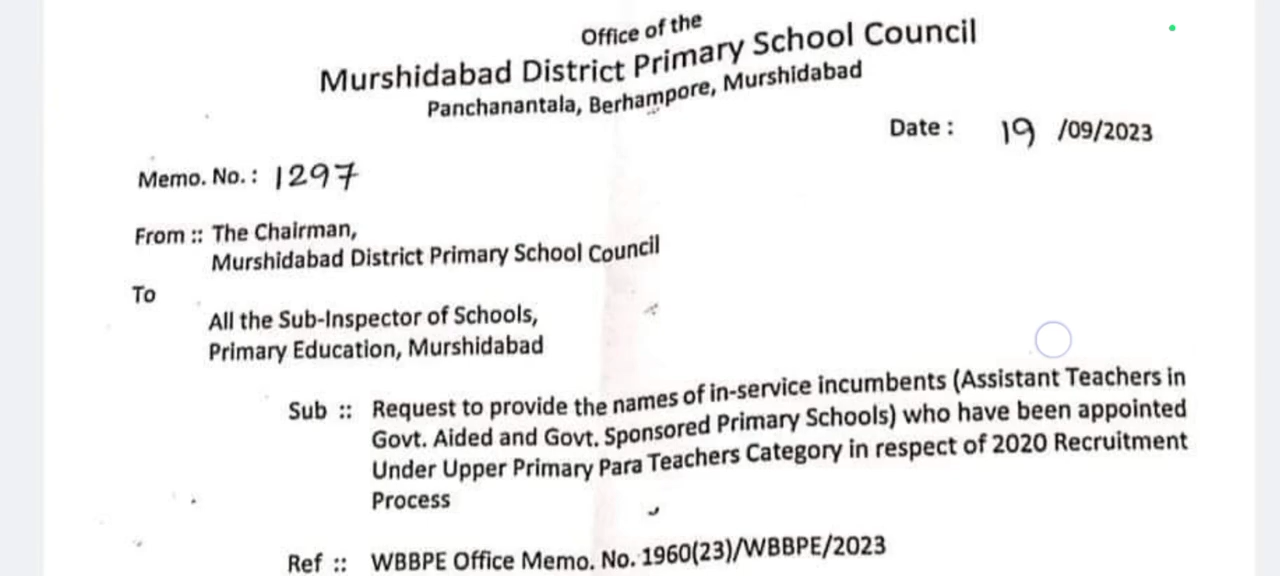 Office of the
Murshidabad District Primary School Council
Panchanantala, Berhampore, Murshidabad
Date : 19 /09/2023
Memo. No. : 1297
From :: The Chairman,
Murshidabad District Primary School Council
To
All the Sub-Inspector of Schools,
Primary Education, Murshidabad
Sub :: Request to provide the names of in-service incumbents (Assistant Teachers in
Govt. Aided and Govt. Sponsored Primary Schools) who have been appointed
Under Upper Primary Para Teachers Category in respect of 2020 Recruitment
Process
Ref :: WBBPE Office Memo. No. 1960(23)/WBBPE/2023